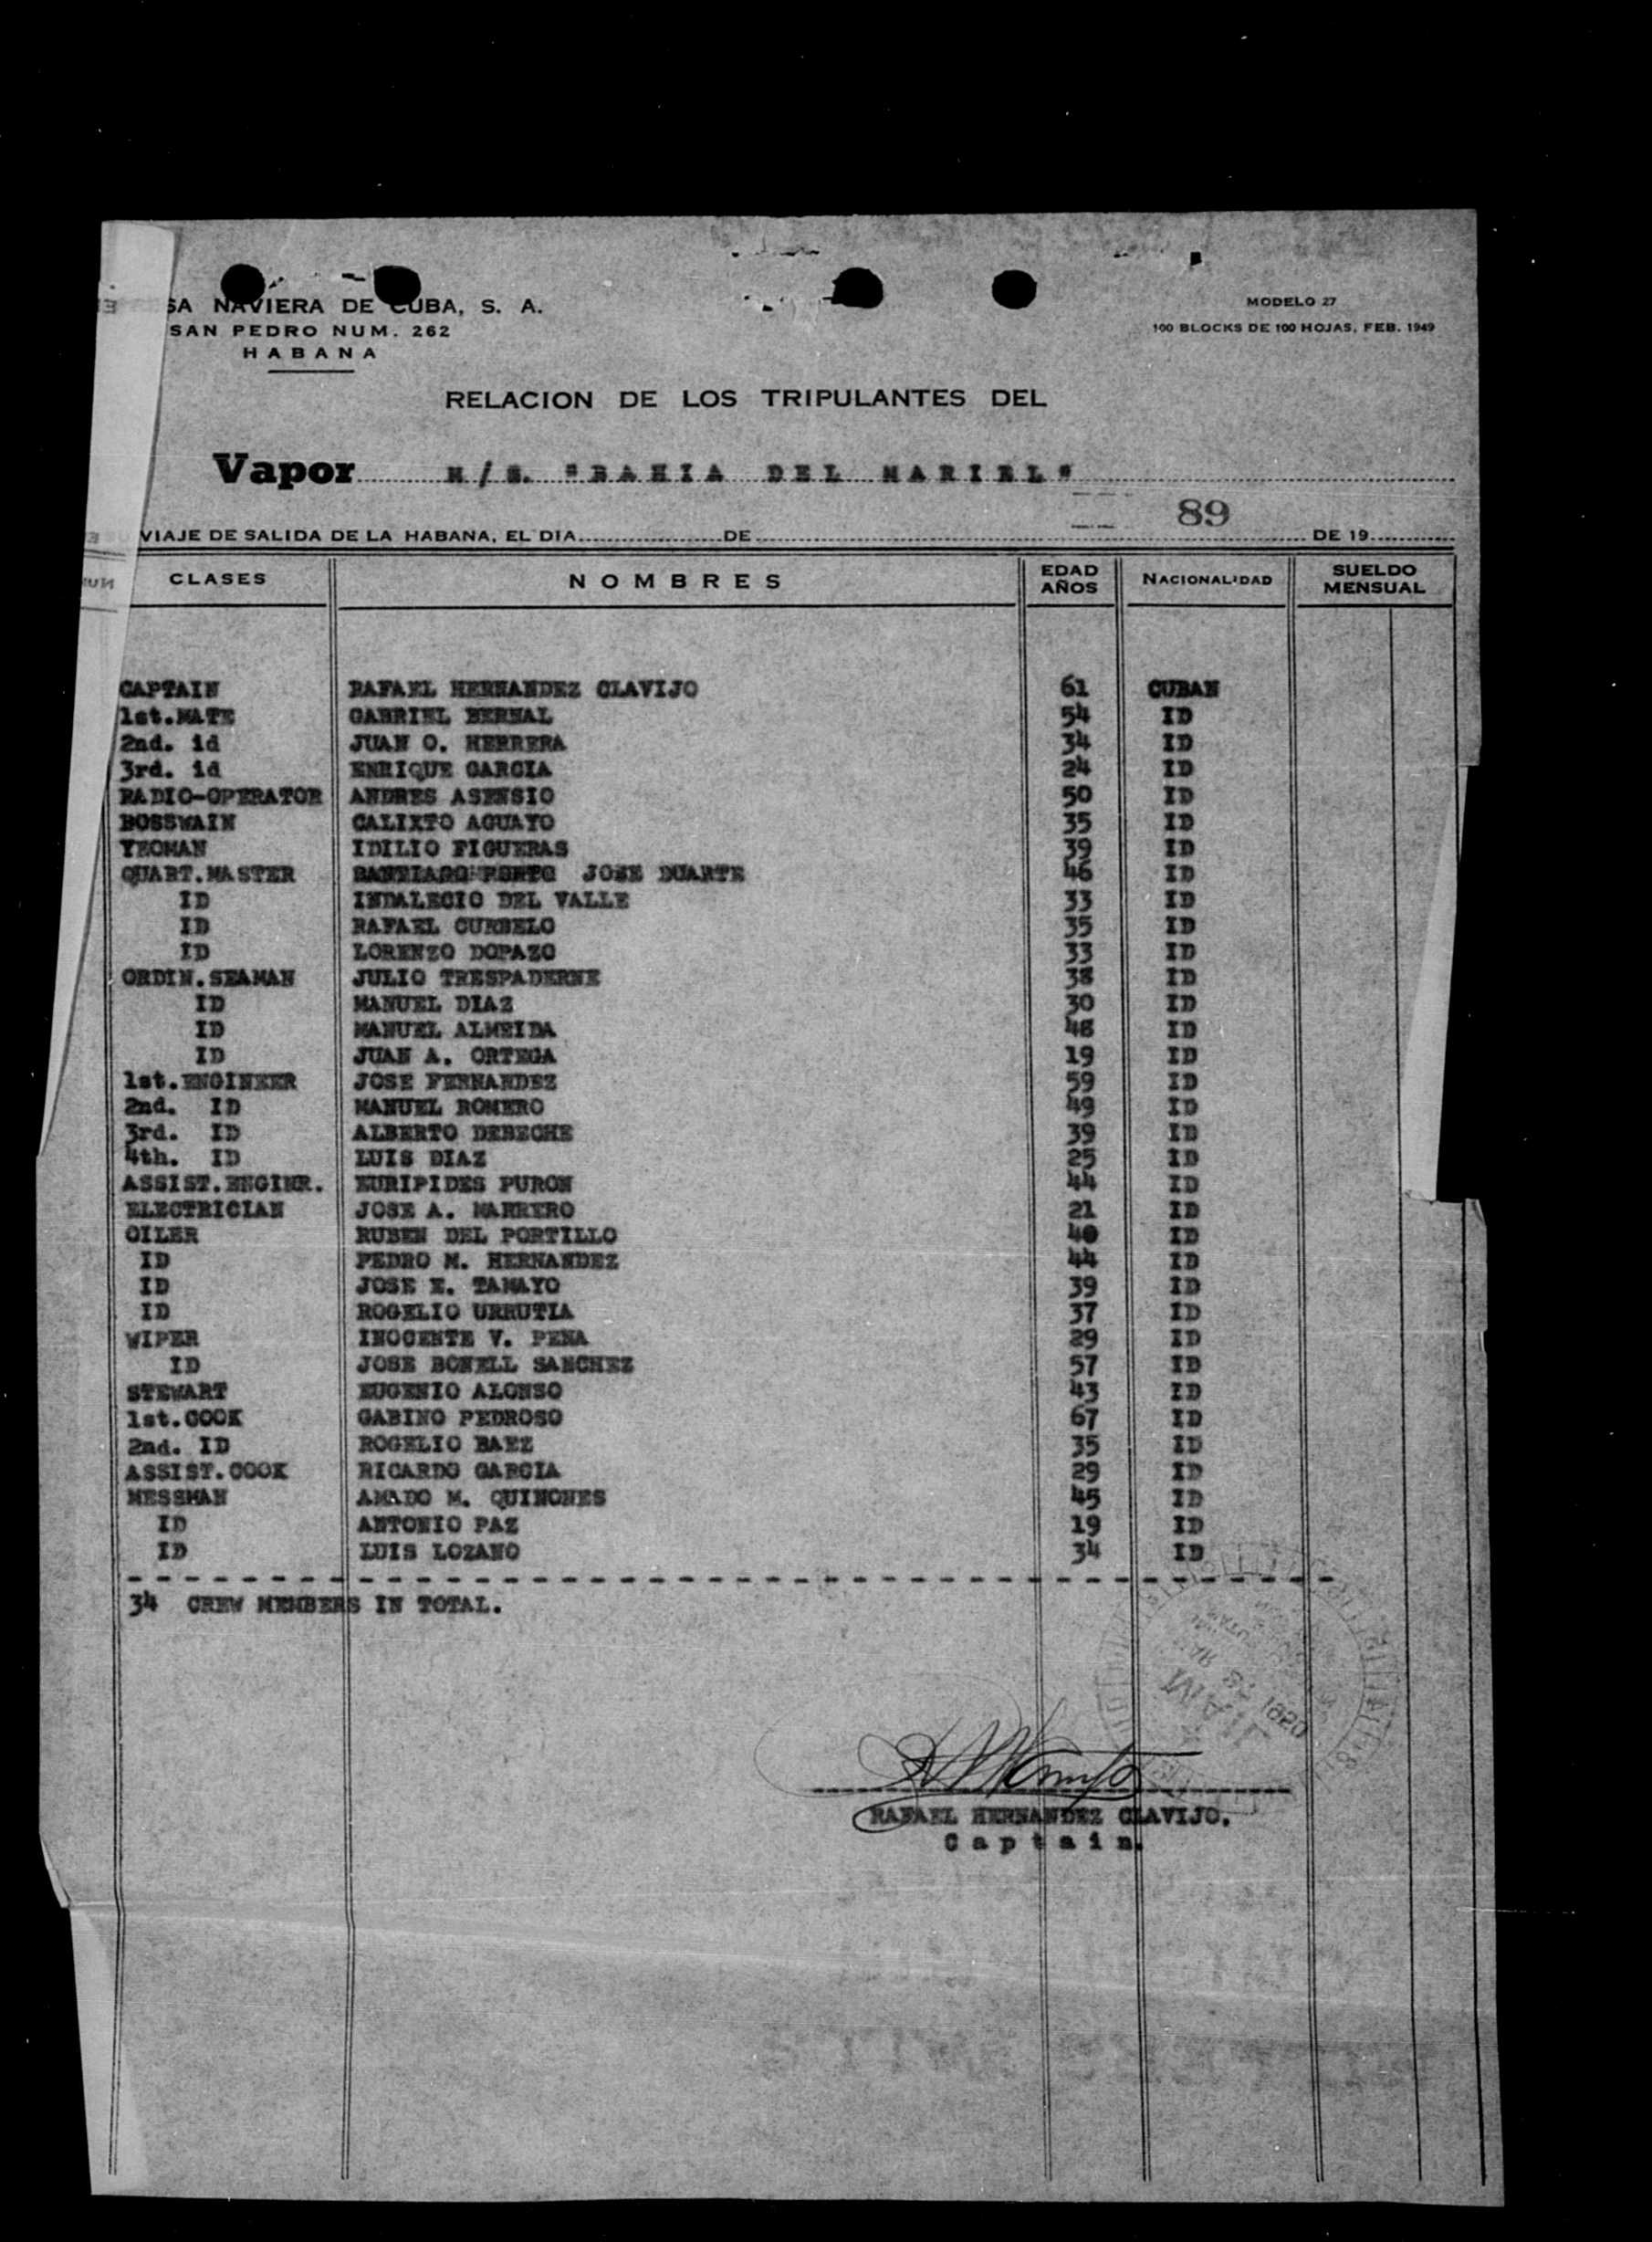 SA NAVIERA DE CUBA, S. A.
SAN PEDRO NUM. 262
HABANA
MODELO 27
100 BLOCKS DE 100 HOJAS, FEB. 1949
RELACION DE LOS TRIPULANTES DEL
Vapor M/S. "BAHIA DEL MARIEL"
89
VIAJE DE SALIDA DE LA HABANA, EL DIA DE DE 19
CLASES NOMBRES EDAD AÑOS NACIONALIDAD SUELDO MENSUAL
CAPTAIN RAFAEL HERNANDEZ CLAVIJO 61 CUBAN
1st.MATE GABRIEL BERNAL 54 ID
2nd. id JUAN O. HERRERA 34 ID
3rd. id ENRIQUE GARCIA 24 ID
RADIO-OPERATOR ANDRES ASENSIO 50 ID
BOSSWAIN CALIXTO AGUAYO 35 ID
YEOMAN IDILIO FIGUERAS 39 ID
QUART.MASTER SANTIAGO PORTO JOSE DUARTE 46 ID
ID INDALECIO DEL VALLE 33 ID
ID RAFAEL CURBELO 35 ID
ID LORENZO DOPAZO 33 ID
ORDIN.SEAMAN JULIO TRESPADERNE 38 ID
ID MANUEL DIAZ 30 ID
ID MANUEL ALMEIDA 48 ID
ID JUAN A. ORTEGA 19 ID
1st.ENGINEER JOSE FERNANDEZ 59 ID
2nd. ID MANUEL ROMERO 49 ID
3rd. ID ALBERTO DEBECHE 39 ID
4th. ID LUIS DIAZ 25 ID
ASSIST.ENGINR. EURIPIDES PURON 44 ID
ELECTRICIAN JOSE A. MARRERO 21 ID
OILER RUBEN DEL PORTILLO 40 ID
ID PEDRO M. HERNANDEZ 44 ID
ID JOSE E. TAMAYO 39 ID
ID ROGELIO URRUTIA 37 ID
WIPER INOCENTE V. PENA 29 ID
ID JOSE BONELL SANCHEZ 57 ID
STEWART EUGENIO ALONSO 43 ID
1st.COOK GABINO PEDROSO 67 ID
2nd. ID ROGELIO BAEZ 35 ID
ASSIST.COOK RICARDO GARCIA 29 ID
MESSMAN AMADO M. QUINONES 45 ID
ID ANTONIO PAZ 19 ID
ID LUIS LOZANO 34 ID
34 CREW MEMBERS IN TOTAL.
RAFAEL HERNANDEZ CLAVIJO.
Captain.